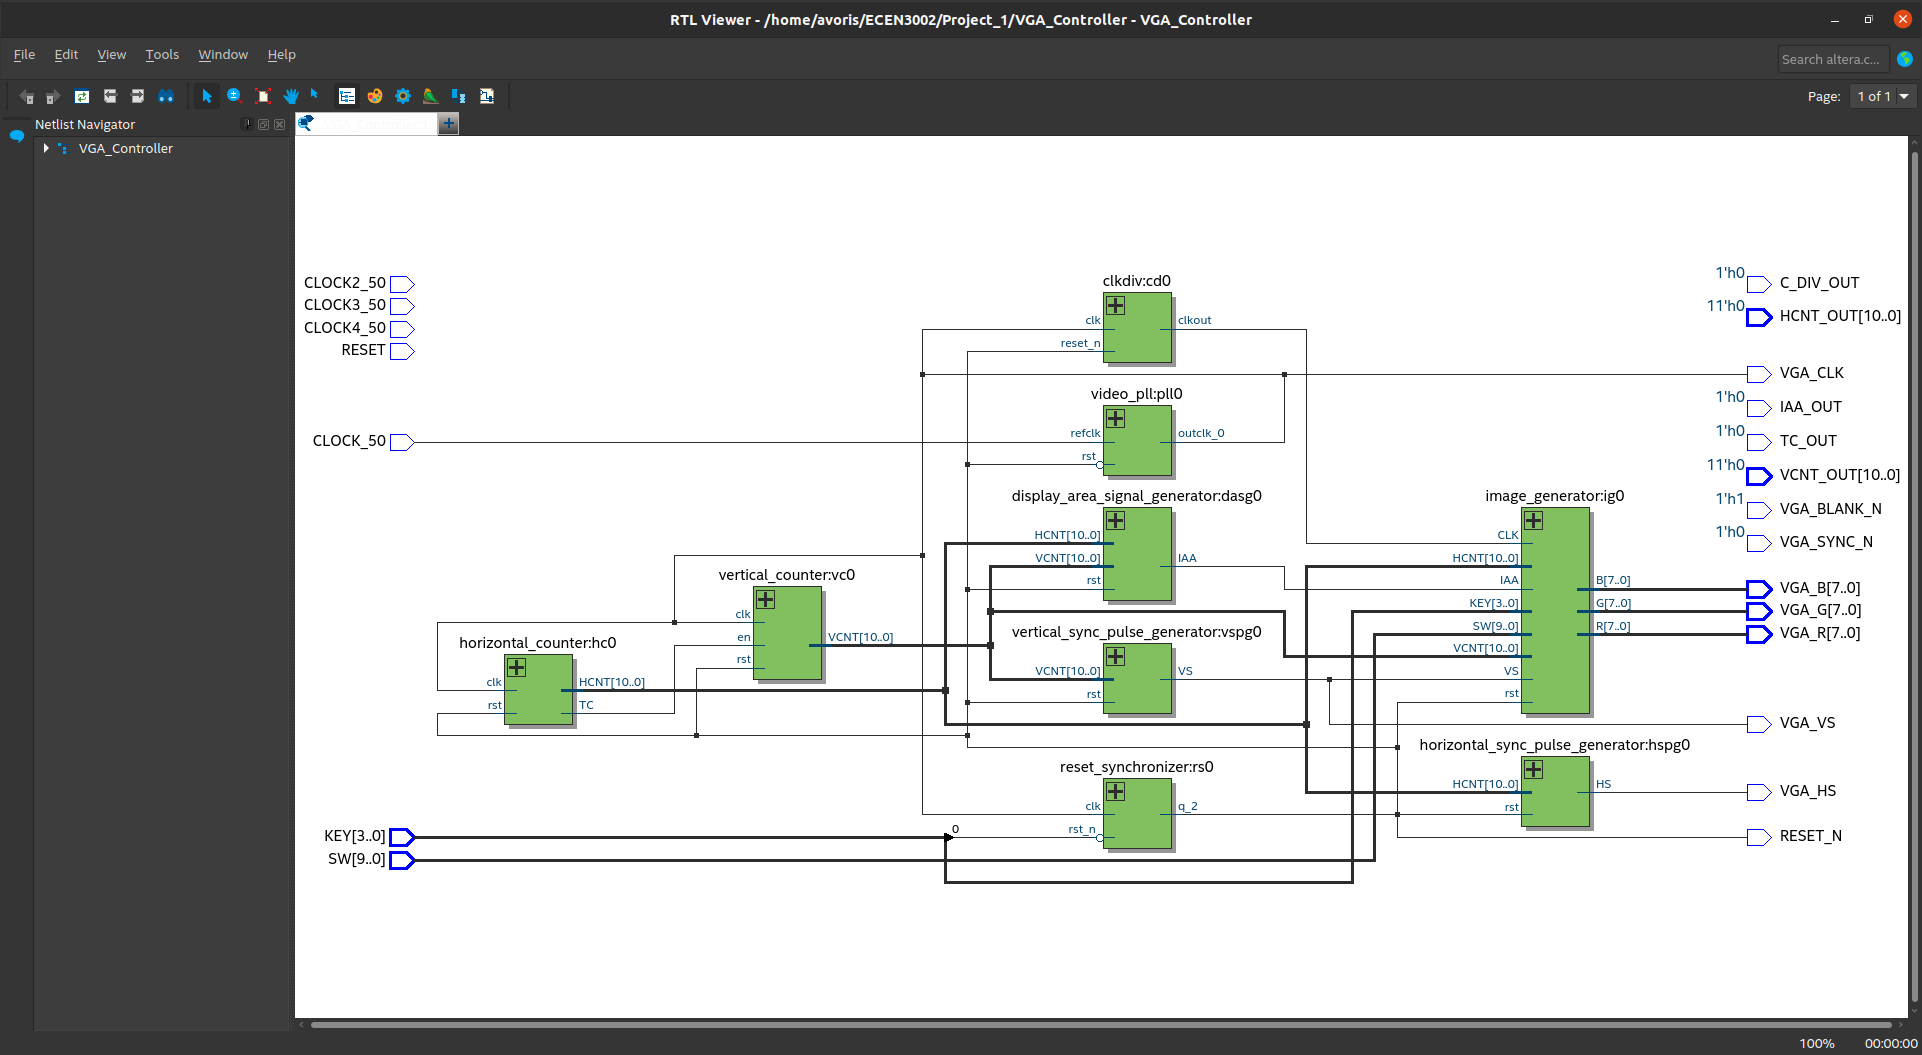 RTL Viewer - /home/avoris/ECEN3002/Project_1/VGA_Controller - VGA_Controller
File Edit View Tools Window Help
Search altera.c...
Page: 1 of 1
Netlist Navigator
VGA_Controller
CLOCK2_50
CLOCK3_50
CLOCK4_50
RESET
CLOCK_50
KEY[3..0]
SW[9..0]
horizontal_counter:hc0
clk
rst
HCNT[10..0]
TC
vertical_counter:vc0
clk
en
rst
VCNT[10..0]
clkdiv:cd0
clk
reset_n
clkout
video_pll:pll0
refclk
rst
outclk_0
display_area_signal_generator:dasg0
HCNT[10..0]
VCNT[10..0]
rst
IAA
vertical_sync_pulse_generator:vspg0
VCNT[10..0]
rst
VS
reset_synchronizer:rs0
clk
rst_n
q_2
0
image_generator:ig0
CLK
HCNT[10..0]
IAA
KEY[3..0]
SW[9..0]
VCNT[10..0]
VS
rst
B[7..0]
G[7..0]
R[7..0]
horizontal_sync_pulse_generator:hspg0
HCNT[10..0]
rst
HS
1'h0 C_DIV_OUT
11'h0 HCNT_OUT[10..0]
VGA_CLK
1'h0 IAA_OUT
1'h0 TC_OUT
11'h0 VCNT_OUT[10..0]
1'h1 VGA_BLANK_N
1'h0 VGA_SYNC_N
VGA_B[7..0]
VGA_G[7..0]
VGA_R[7..0]
VGA_VS
VGA_HS
RESET_N
100% 00:00:00